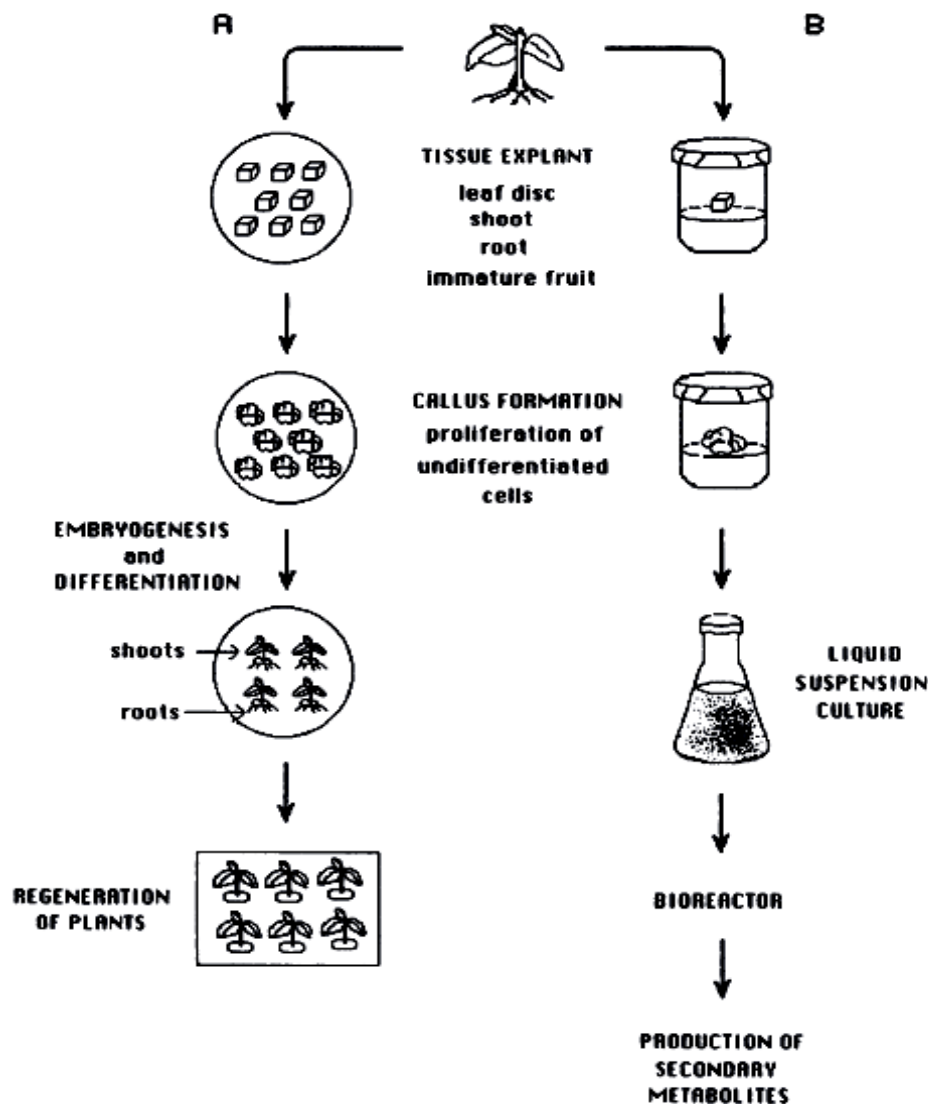 A
B
TISSUE EXPLANT
leaf disc
shoot
root
immature fruit
CALLUS FORMATION
proliferation of
undifferentiated
cells
EMBRYOGENESIS
and
DIFFERENTIATION
shoots
roots
LIQUID
SUSPENSION
CULTURE
REGENERATION
OF PLANTS
BIOREACTOR
PRODUCTION OF
SECONDARY
METABOLITES